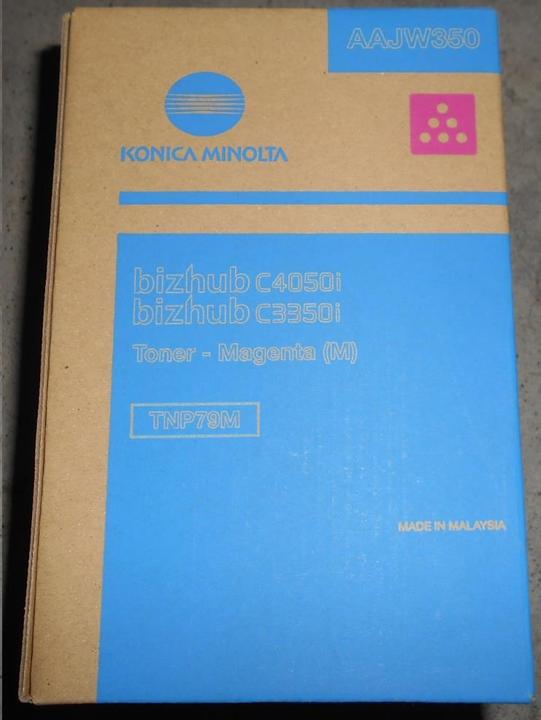 AAJW350
KONICA MINOLTA
bizhub C4050i
bizhub C3350i
Toner - Magenta (M)
TNP79M
MADE IN MALAYSIA